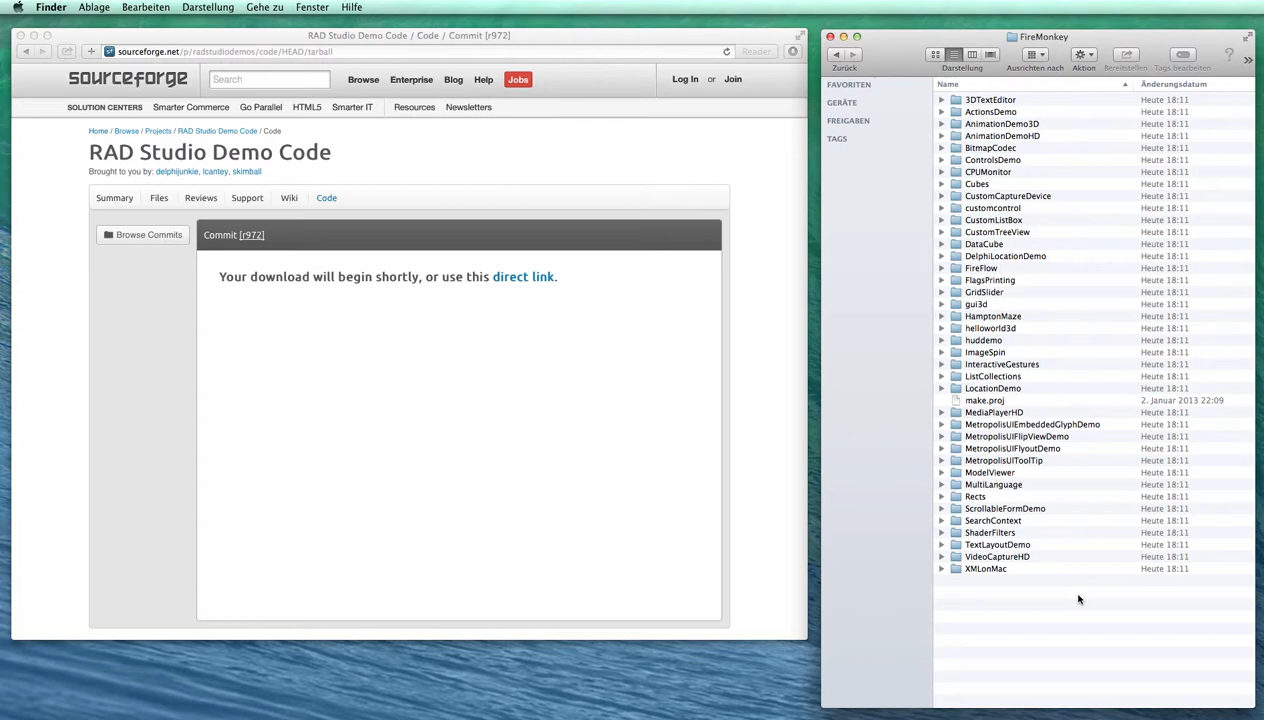 Finder Ablage Bearbeiten Darstellung Gehe zu Fenster Hilfe
RAD Studio Demo Code / Code / Commit [r972]
sourceforge.net/p/radstudiodemos/code/HEAD/tarball
Reader
sourceforge
Search
Browse Enterprise Blog Help Jobs
Log In or Join
SOLUTION CENTERS Smarter Commerce Go Parallel HTML5 Smarter IT Resources Newsletters
Home / Browse / Projects / RAD Studio Demo Code / Code
RAD Studio Demo Code
Brought to you by: delphijunkie, lcantey, skimball
Summary Files Reviews Support Wiki Code
Browse Commits
Commit [r972]
Your download will begin shortly, or use this direct link.
FireMonkey
Zurück Darstellung Ausrichten nach Aktion Bereitstellen Tags bearbeiten
FAVORITEN
GERÄTE
FREIGABEN
TAGS
Name Änderungsdatum
3DTextEditor Heute 18:11
ActionsDemo Heute 18:11
AnimationDemo3D Heute 18:11
AnimationDemoHD Heute 18:11
BitmapCodec Heute 18:11
ControlsDemo Heute 18:11
CPUMonitor Heute 18:11
Cubes Heute 18:11
CustomCaptureDevice Heute 18:11
customcontrol Heute 18:11
CustomListBox Heute 18:11
CustomTreeView Heute 18:11
DataCube Heute 18:11
DelphiLocationDemo Heute 18:11
FireFlow Heute 18:11
FlagsPrinting Heute 18:11
GridSlider Heute 18:11
gui3d Heute 18:11
HamptonMaze Heute 18:11
helloworld3d Heute 18:11
huddemo Heute 18:11
ImageSpin Heute 18:11
InteractiveGestures Heute 18:11
ListCollections Heute 18:11
LocationDemo Heute 18:11
make.proj 2. Januar 2013 22:09
MediaPlayerHD Heute 18:11
MetropolisUIEmbeddedGlyphDemo Heute 18:11
MetropolisUIFlipViewDemo Heute 18:11
MetropolisUIFlyoutDemo Heute 18:11
MetropolisUIToolTip Heute 18:11
ModelViewer Heute 18:11
MultiLanguage Heute 18:11
Rects Heute 18:11
ScrollableFormDemo Heute 18:11
SearchContext Heute 18:11
ShaderFilters Heute 18:11
TextLayoutDemo Heute 18:11
VideoCaptureHD Heute 18:11
XMLonMac Heute 18:11